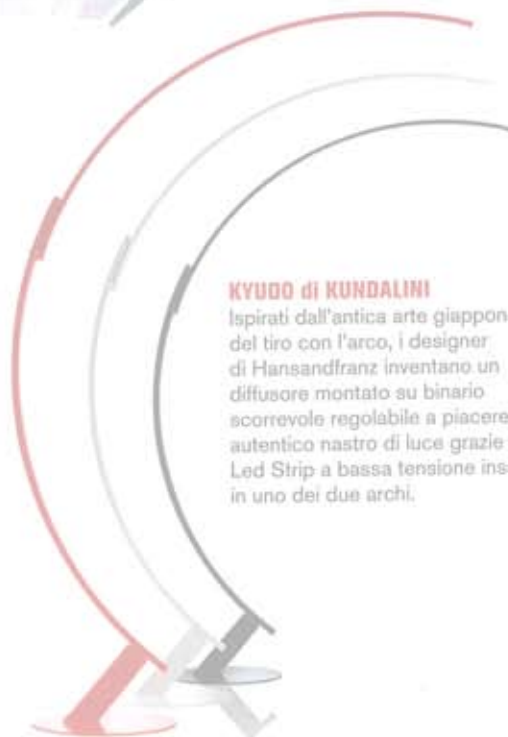 KYUDO di KUNDALINI
Ispirati dall'antica arte giappon
del tiro con l'arco, i designer
di Hansandfranz inventano un
diffusore montato su binario
scorrevole regolabile a piacere
autentico nastro di luce grazie
Led Strip a bassa tensione ins
in uno dei due archi.